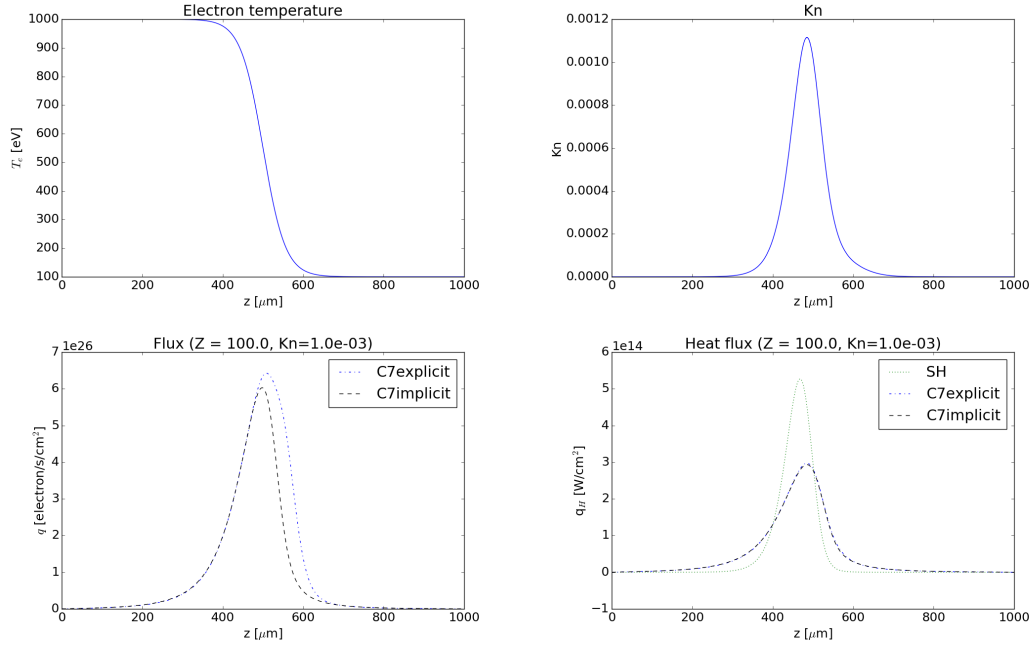 Electron temperature
1000
900
800
700
600
500
400
300
200
100
T_e [eV]
0 200 400 600 800 1000
z [μm]
Kn
0.0012
0.0010
0.0008
0.0006
0.0004
0.0002
0.0000
Kn
0 200 400 600 800 1000
z [μm]
1e26 Flux (Z = 100.0, Kn=1.0e-03)
7
6
5
4
3
2
1
0
q [electron/s/cm²]
C7explicit
C7implicit
0 200 400 600 800 1000
z [μm]
1e14 Heat flux (Z = 100.0, Kn=1.0e-03)
6
5
4
3
2
1
0
−1
q_H [W/cm²]
SH
C7explicit
C7implicit
0 200 400 600 800 1000
z [μm]